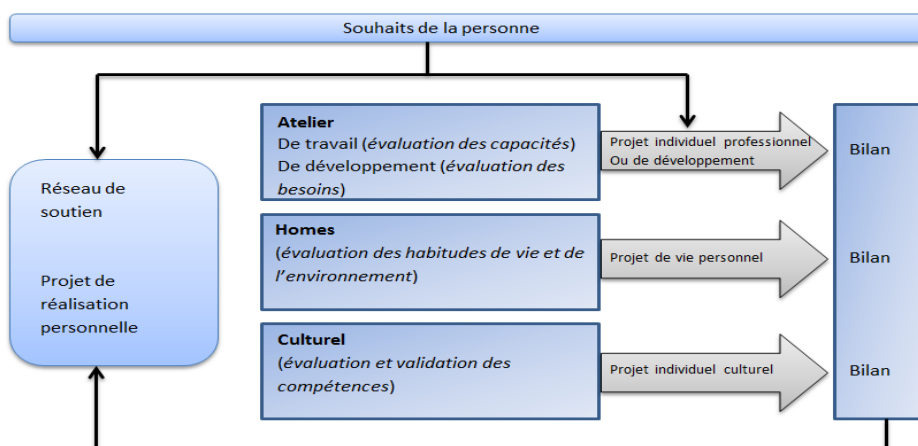 Souhaits de la personne
Réseau de
soutien
Projet de
réalisation
personnelle
Atelier
De travail (évaluation des capacités)
De développement (évaluation des
besoins)
Projet individuel professionnel
Ou de développement
Bilan
Homes
(évaluation des habitudes de vie et de
l'environnement)
Projet de vie personnel
Bilan
Culturel
(évaluation et validation des
compétences)
Projet individuel culturel
Bilan